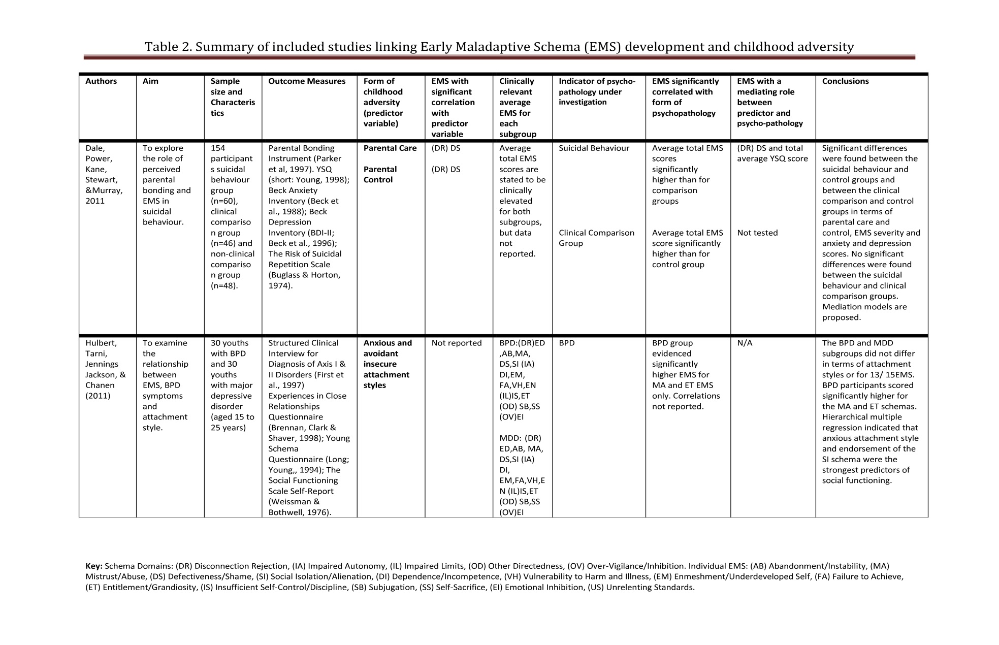 Table 2. Summary of included studies linking Early Maladaptive Schema (EMS) development and childhood adversity
Authors
Aim
Sample
size and
Characteris
tics
Outcome Measures
Form of
childhood
adversity
(predictor
variable)
EMS with
significant
correlation
with
predictor
variable
Clinically
relevant
average
EMS for
each
subgroup
Indicator of psycho-
pathology under
investigation
EMS significantly
correlated with
form of
psychopathology
EMS with a
mediating role
between
predictor and
psycho-pathology
Conclusions
Dale,
Power,
Kane,
Stewart,
&Murray,
2011
To explore
the role of
perceived
parental
bonding and
EMS in
suicidal
behaviour.
154
participant
s suicidal
behaviour
group
(n=60),
clinical
compariso
n group
(n=46) and
non-clinical
compariso
n group
(n=48).
Parental Bonding
Instrument (Parker
et al, 1997). YSQ
(short: Young, 1998);
Beck Anxiety
Inventory (Beck et
al., 1988); Beck
Depression
Inventory (BDI-II;
Beck et al., 1996);
The Risk of Suicidal
Repetition Scale
(Buglass & Horton,
1974).
Parental Care
Parental
Control
(DR) DS
(DR) DS
Average
total EMS
scores are
stated to be
clinically
elevated
for both
subgroups,
but data
not
reported.
Suicidal Behaviour
Clinical Comparison
Group
Average total EMS
scores
significantly
higher than for
comparison
groups
Average total EMS
score significantly
higher than for
control group
(DR) DS and total
average YSQ score
Not tested
Significant differences
were found between the
suicidal behaviour and
control groups and
between the clinical
comparison and control
groups in terms of
parental care and
control, EMS severity and
anxiety and depression
scores. No significant
differences were found
between the suicidal
behaviour and clinical
comparison groups.
Mediation models are
proposed.
Hulbert,
Tarni,
Jennings
Jackson, &
Chanen
(2011)
To examine
the
relationship
between
EMS, BPD
symptoms
and
attachment
style.
30 youths
with BPD
and 30
youths
with major
depressive
disorder
(aged 15 to
25 years)
Structured Clinical
Interview for
Diagnosis of Axis I &
II Disorders (First et
al., 1997)
Experiences in Close
Relationships
Questionnaire
(Brennan, Clark &
Shaver, 1998); Young
Schema
Questionnaire (Long;
Young,, 1994); The
Social Functioning
Scale Self-Report
(Weissman &
Bothwell, 1976).
Anxious and
avoidant
insecure
attachment
styles
Not reported
BPD:(DR)ED
,AB,MA,
DS,SI (IA)
DI,EM,
FA,VH,EN
(IL)IS,ET
(OD) SB,SS
(OV)EI
MDD: (DR)
ED,AB, MA,
DS,SI (IA)
DI,
EM,FA,VH,E
N (IL)IS,ET
(OD) SB,SS
(OV)EI
BPD
BPD group
evidenced
significantly
higher EMS for
MA and ET EMS
only. Correlations
not reported.
N/A
The BPD and MDD
subgroups did not differ
in terms of attachment
styles or for 13/ 15EMS.
BPD participants scored
significantly higher for
the MA and ET schemas.
Hierarchical multiple
regression indicated that
anxious attachment style
and endorsement of the
SI schema were the
strongest predictors of
social functioning.
Key: Schema Domains: (DR) Disconnection Rejection, (IA) Impaired Autonomy, (IL) Impaired Limits, (OD) Other Directedness, (OV) Over-Vigilance/Inhibition. Individual EMS: (AB) Abandonment/Instability, (MA)
Mistrust/Abuse, (DS) Defectiveness/Shame, (SI) Social Isolation/Alienation, (DI) Dependence/Incompetence, (VH) Vulnerability to Harm and Illness, (EM) Enmeshment/Underdeveloped Self, (FA) Failure to Achieve,
(ET) Entitlement/Grandiosity, (IS) Insufficient Self-Control/Discipline, (SB) Subjugation, (SS) Self-Sacrifice, (EI) Emotional Inhibition, (US) Unrelenting Standards.